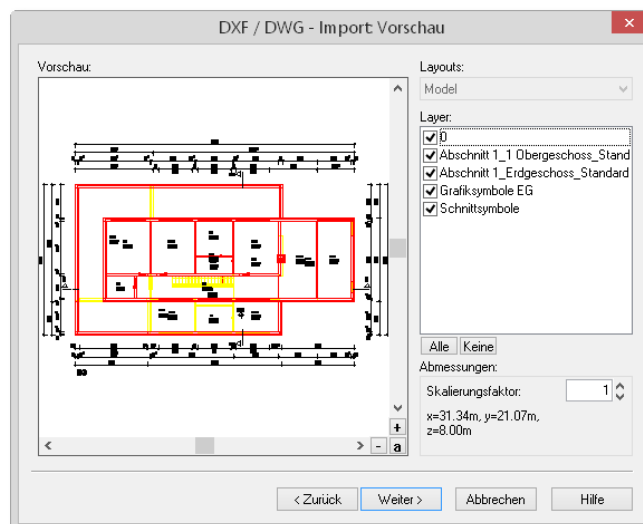 DXF / DWG - Import: Vorschau
Vorschau:
Layouts:
Model
Layer:
0
Abschnitt 1_1 Obergeschoss_Stand
Abschnitt 1_Erdgeschoss_Standard
Grafiksymbole EG
Schnittsymbole
Alle Keine
Abmessungen:
Skalierungsfaktor: 1
x=31.34m, y=21.07m,
z=8.00m
+
- a
< Zurück Weiter > Abbrechen Hilfe